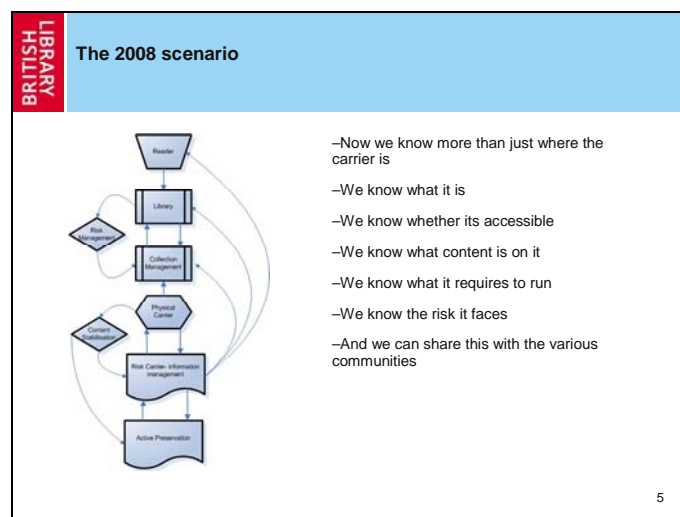 BRITISH
LIBRARY
The 2008 scenario
Reader
Library
Risk
Management
Collection
Management
Physical
Carrier
Content
Stabilisation
Risk Carrier- information
management
Active Preservation
–Now we know more than just where the
carrier is
–We know what it is
–We know whether its accessible
–We know what content is on it
–We know what it requires to run
–We know the risk it faces
–And we can share this with the various
communities
5